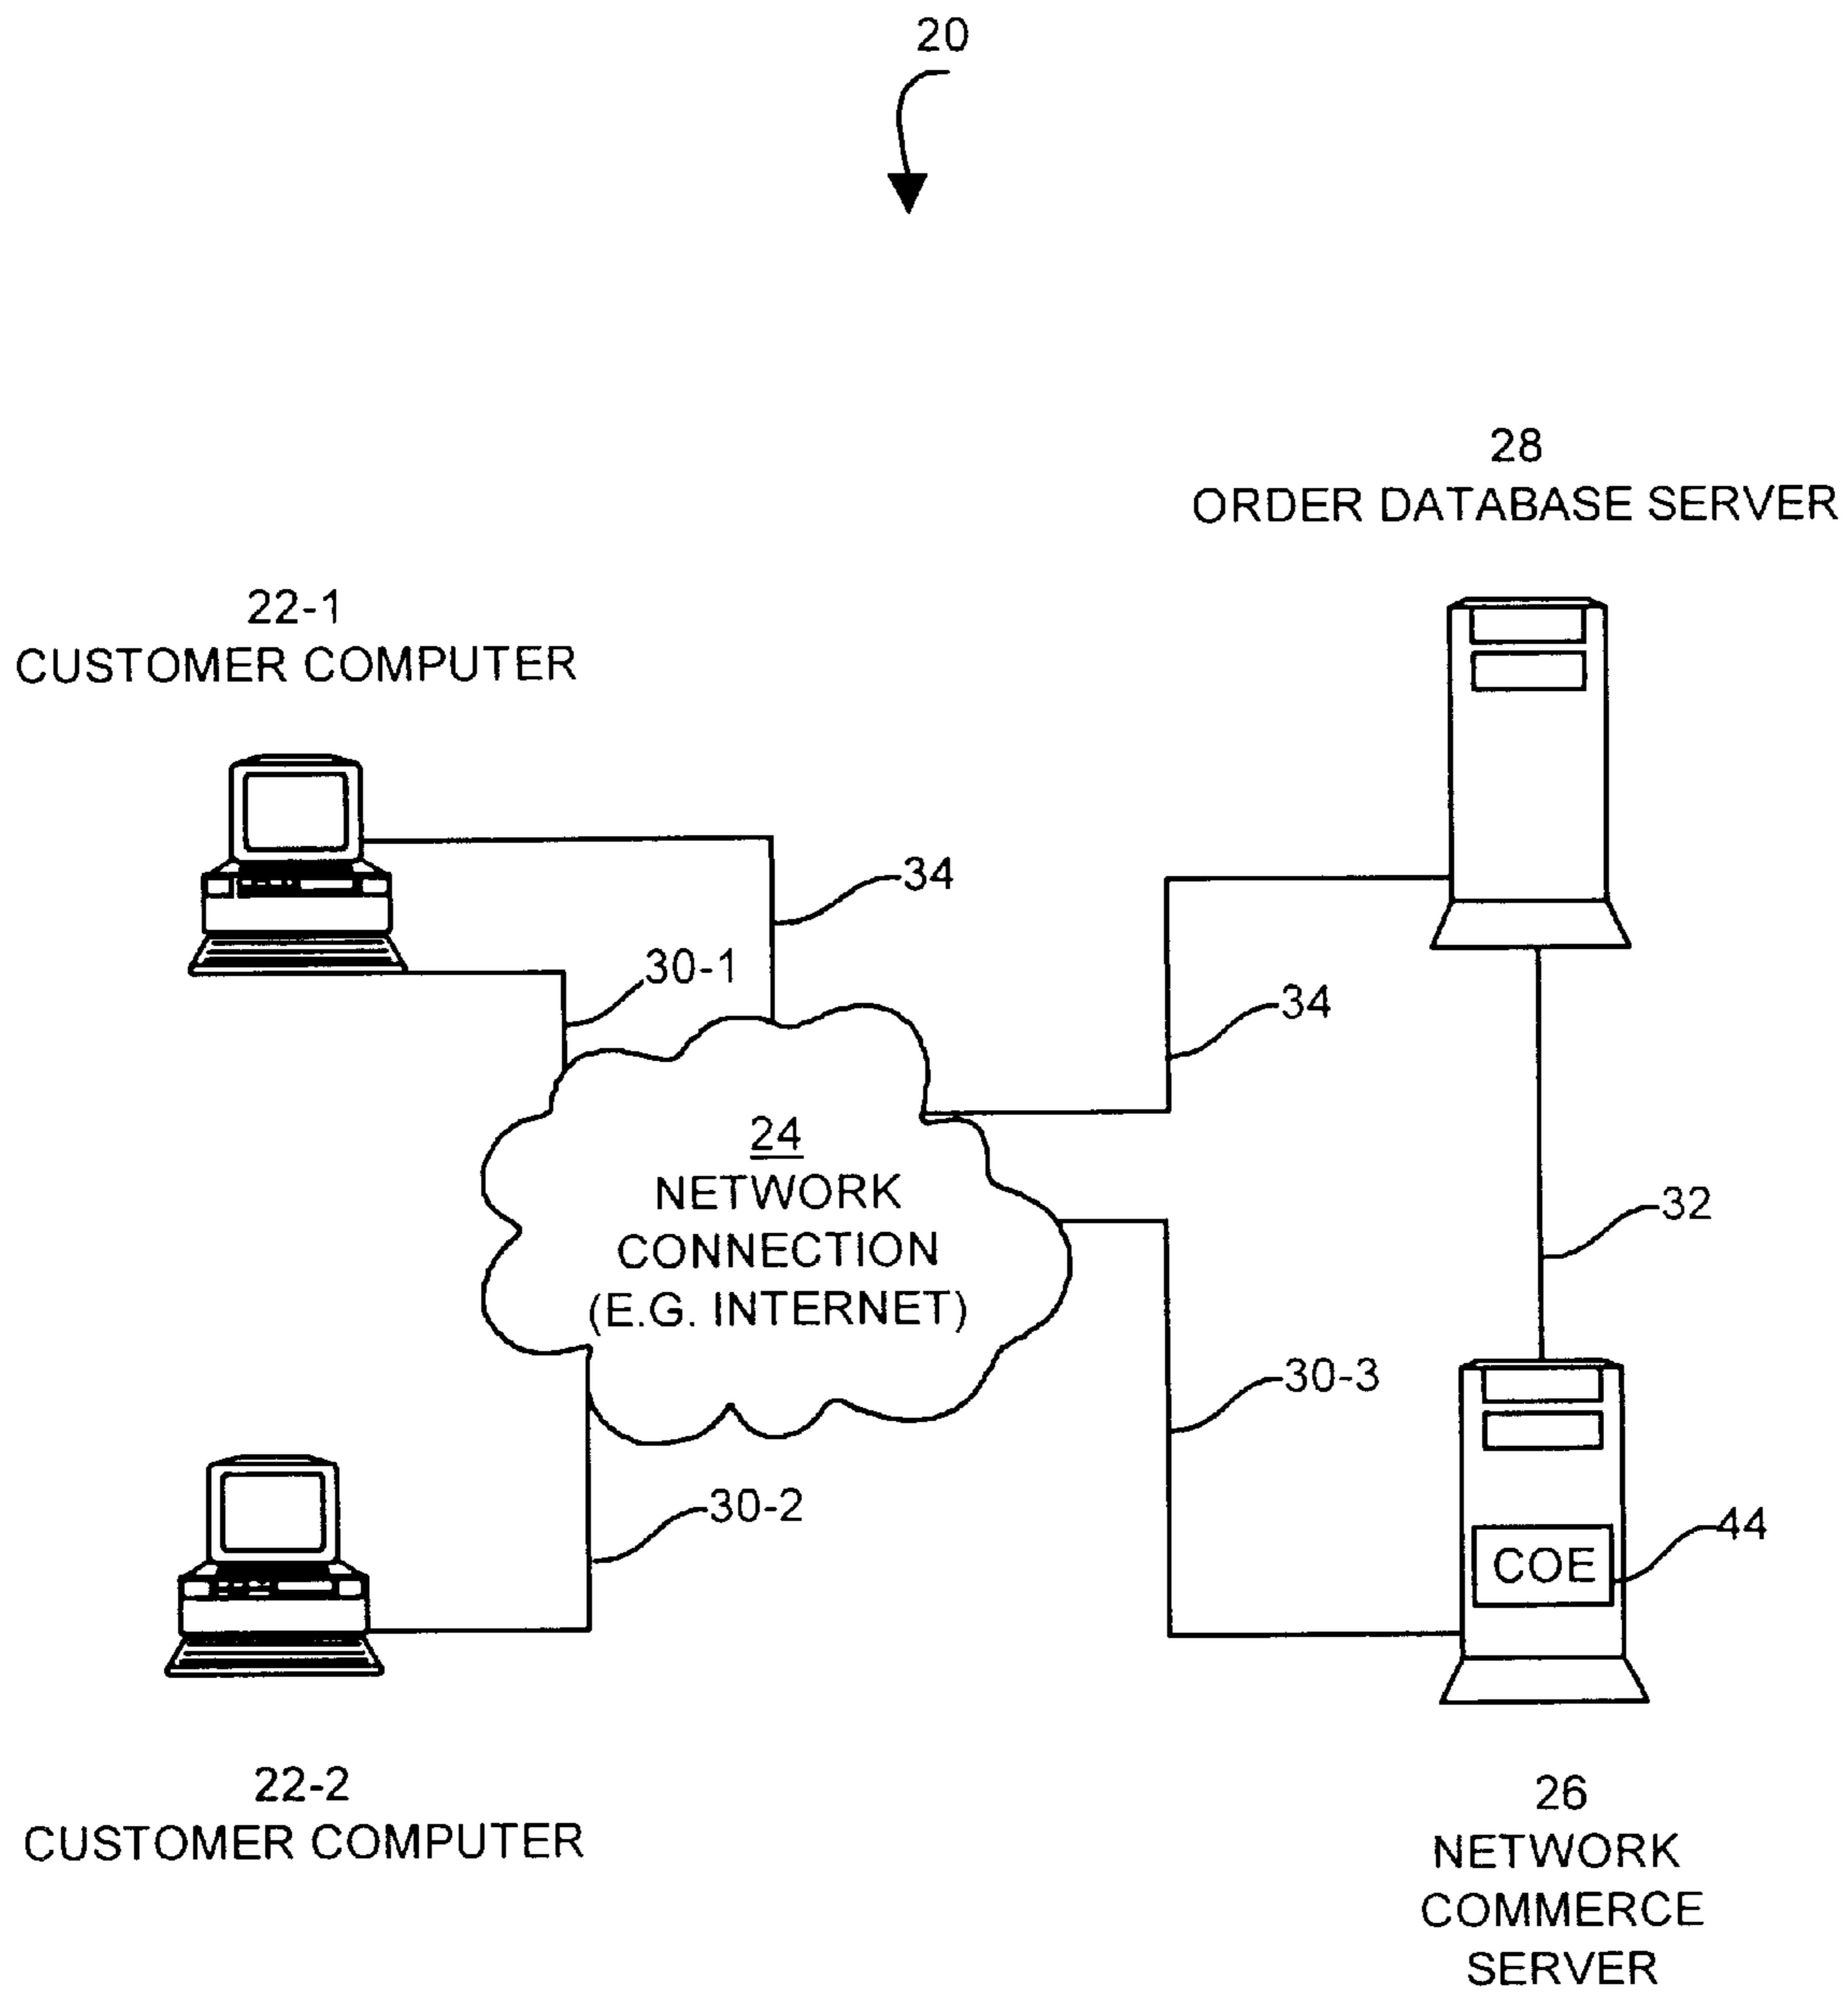 20
28
ORDER DATABASE SERVER
22-1
CUSTOMER COMPUTER
34
30-1
34
24
NETWORK
CONNECTION
(E.G. INTERNET)
32
30-3
30-2
44
COE
22-2
CUSTOMER COMPUTER
26
NETWORK
COMMERCE
SERVER